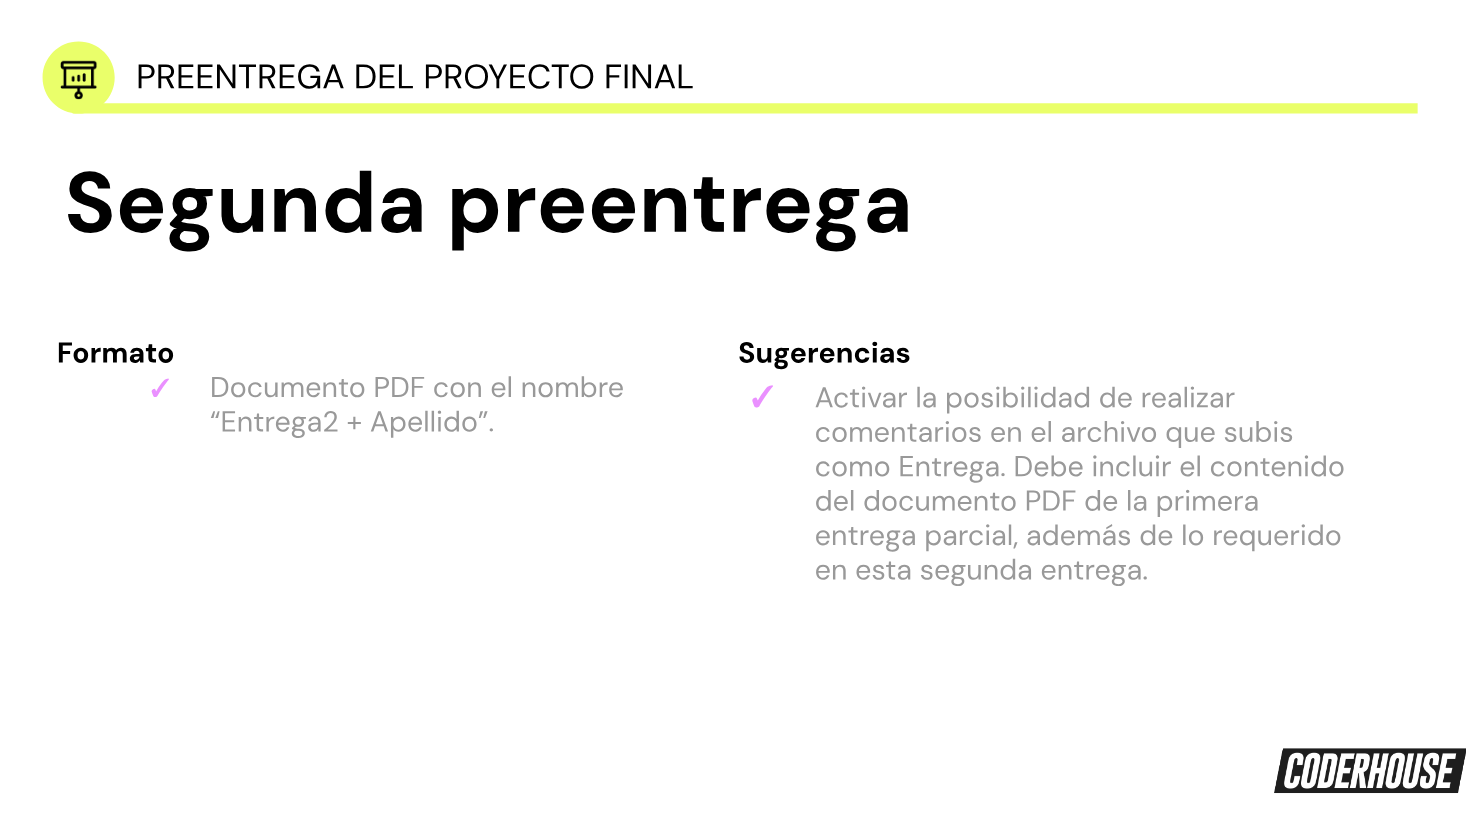 PREENTREGA DEL PROYECTO FINAL
Segunda preentrega
Formato
✓ Documento PDF con el nombre
“Entrega2 + Apellido”.
Sugerencias
✓ Activar la posibilidad de realizar
comentarios en el archivo que subis
como Entrega. Debe incluir el contenido
del documento PDF de la primera
entrega parcial, además de lo requerido
en esta segunda entrega.
CODERHOUSE